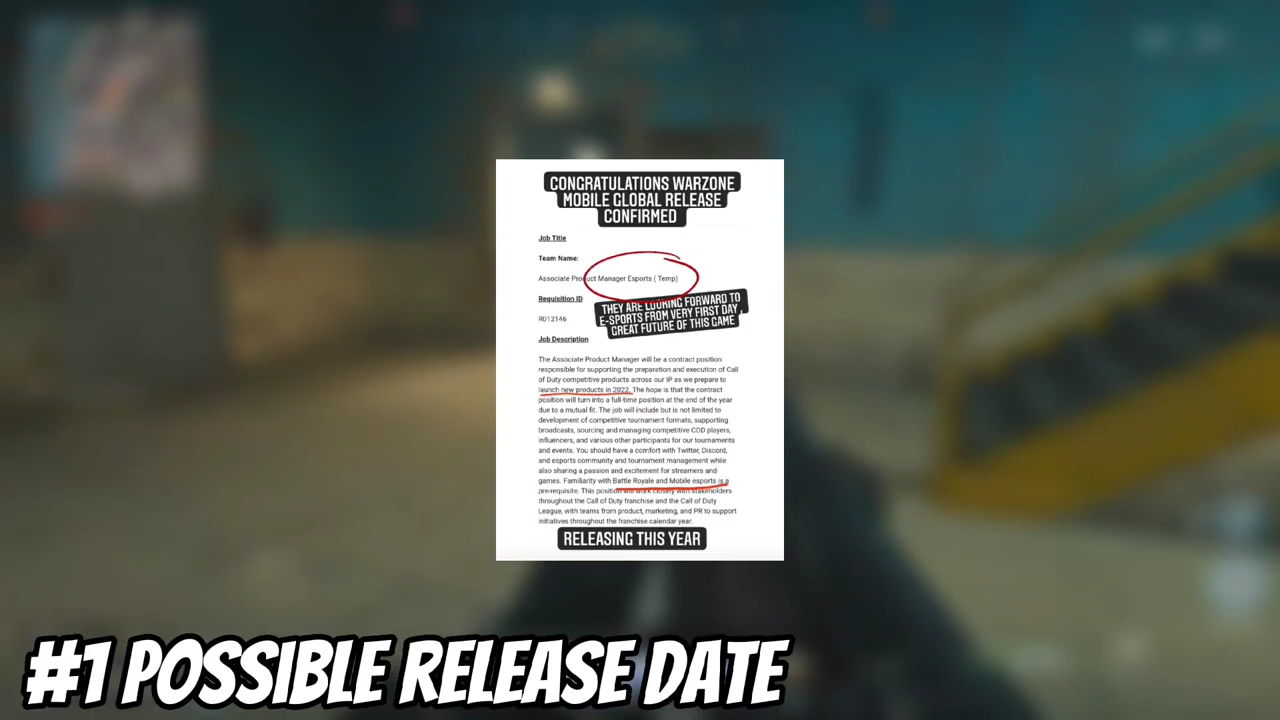 CONGRATULATIONS WARZONE
MOBILE GLOBAL RELEASE
CONFIRMED
Job Title
Team Name:
Associate Product Manager Esports ( Temp)
Requisition ID
R012146
THEY ARE LOOKING FORWARD TO
E-SPORTS FROM VERY FIRST DAY ,
GREAT FUTURE OF THIS GAME
Job Description
The Associate Product Manager will be a contract position
responsible for supporting the preparation and execution of Call
of Duty competitive products across our IP as we prepare to
launch new products in 2022. The hope is that the contract
position will turn into a full-time position at the end of the year
due to a mutual fit. The job will include but is not limited to
development of competitive tournament formats, supporting
broadcasts, sourcing and managing competitive COD players,
influencers, and various other participants for our tournaments
and events. You should have a comfort with Twitter, Discord,
and esports community and tournament management while
also sharing a passion and excitement for streamers and
games. Familiarity with Battle Royale and Mobile esports is a
pre-requisite. This position will work closely with stakeholders
throughout the Call of Duty franchise and the Call of Duty
League, with teams from product, marketing, and PR to support
initiatives throughout the franchise calendar year.
RELEASING THIS YEAR
#1 POSSIBLE RELEASE DATE